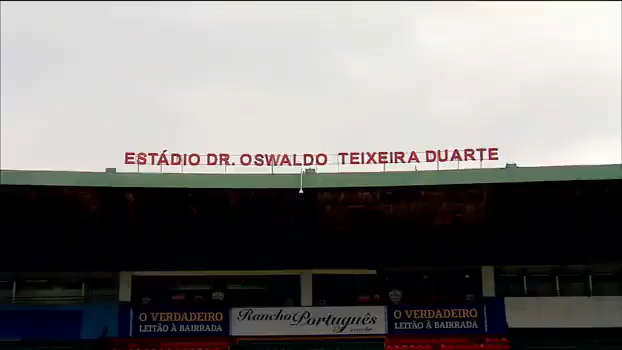 ESTÁDIO DR. OSWALDO TEIXEIRA DUARTE
O VERDADEIRO
LEITÃO À BAIRRADA
Rancho Português
O VERDADEIRO
LEITÃO À BAIRRADA